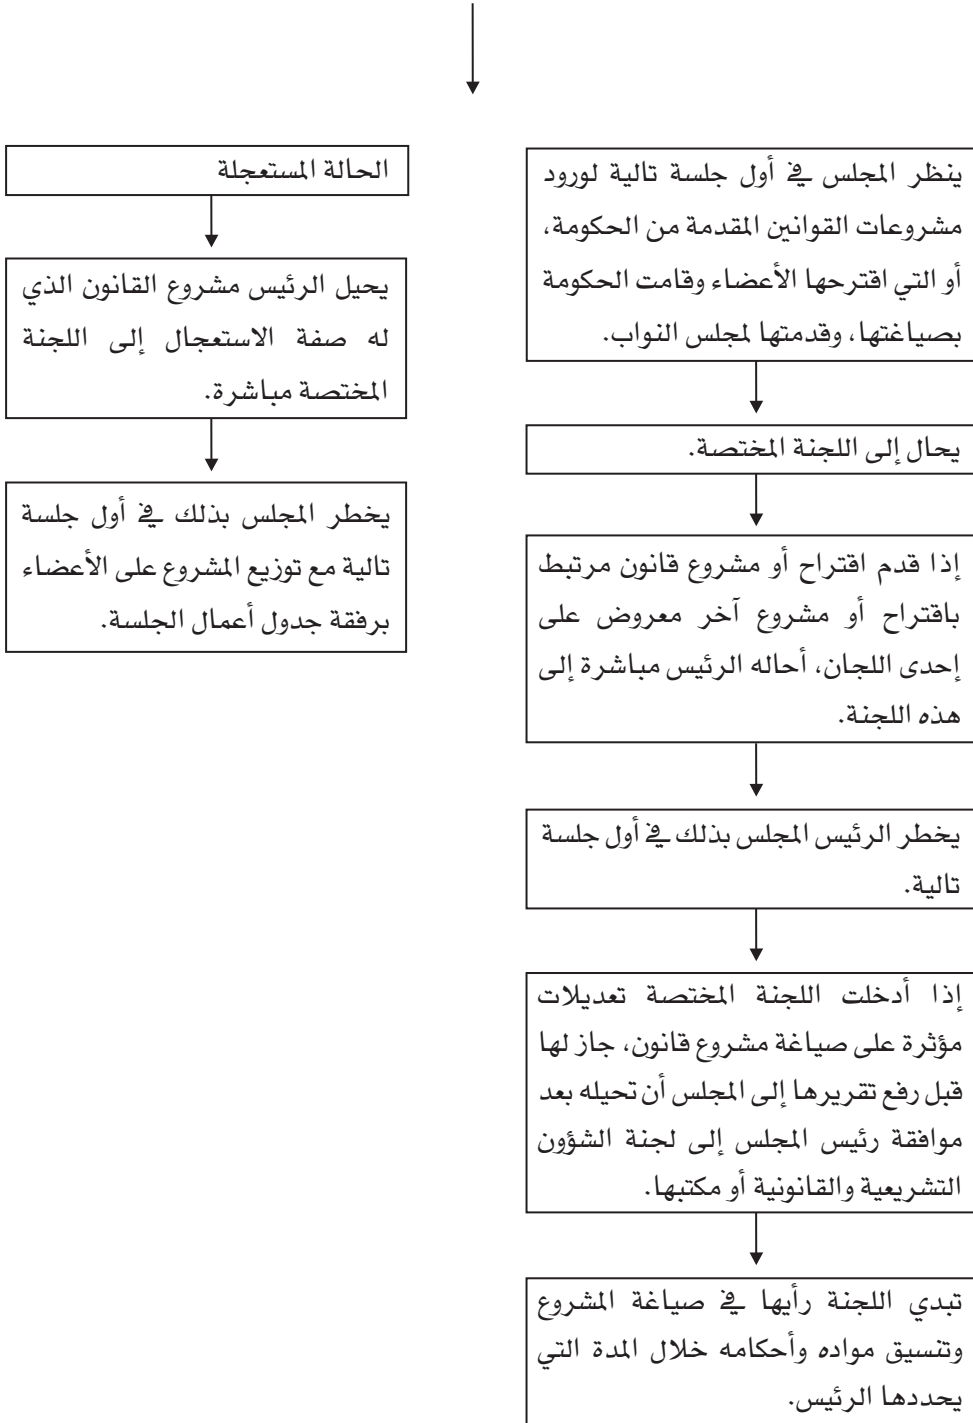 ينظر المجلس في أول جلسة تالية لورود
مشروعات القوانين المقدمة من الحكومة،
أو التي اقترحها الأعضاء وقامت الحكومة
بصياغتها، وقدمتها لمجلس النواب.
يحال إلى اللجنة المختصة.
إذا قدم اقتراح أو مشروع قانون مرتبط
باقتراح أو مشروع آخر معروض على
إحدى اللجان، أحاله الرئيس مباشرة إلى
هذه اللجنة.
يخطر الرئيس المجلس بذلك في أول جلسة
تالية.
إذا أدخلت اللجنة المختصة تعديلات
مؤثرة على صياغة مشروع قانون، جاز لها
قبل رفع تقريرها إلى المجلس أن تحيله بعد
موافقة رئيس المجلس إلى لجنة الشؤون
التشريعية والقانونية أو مكتبها.
تبدي اللجنة رأيها في صياغة المشروع
وتنسيق مواده وأحكامه خلال المدة التي
يحددها الرئيس.
الحالة المستعجلة
يحيل الرئيس مشروع القانون الذي
له صفة الاستعجال إلى اللجنة
المختصة مباشرة.
يخطر المجلس بذلك في أول جلسة
تالية مع توزيع المشروع على الأعضاء
برفقة جدول أعمال الجلسة.